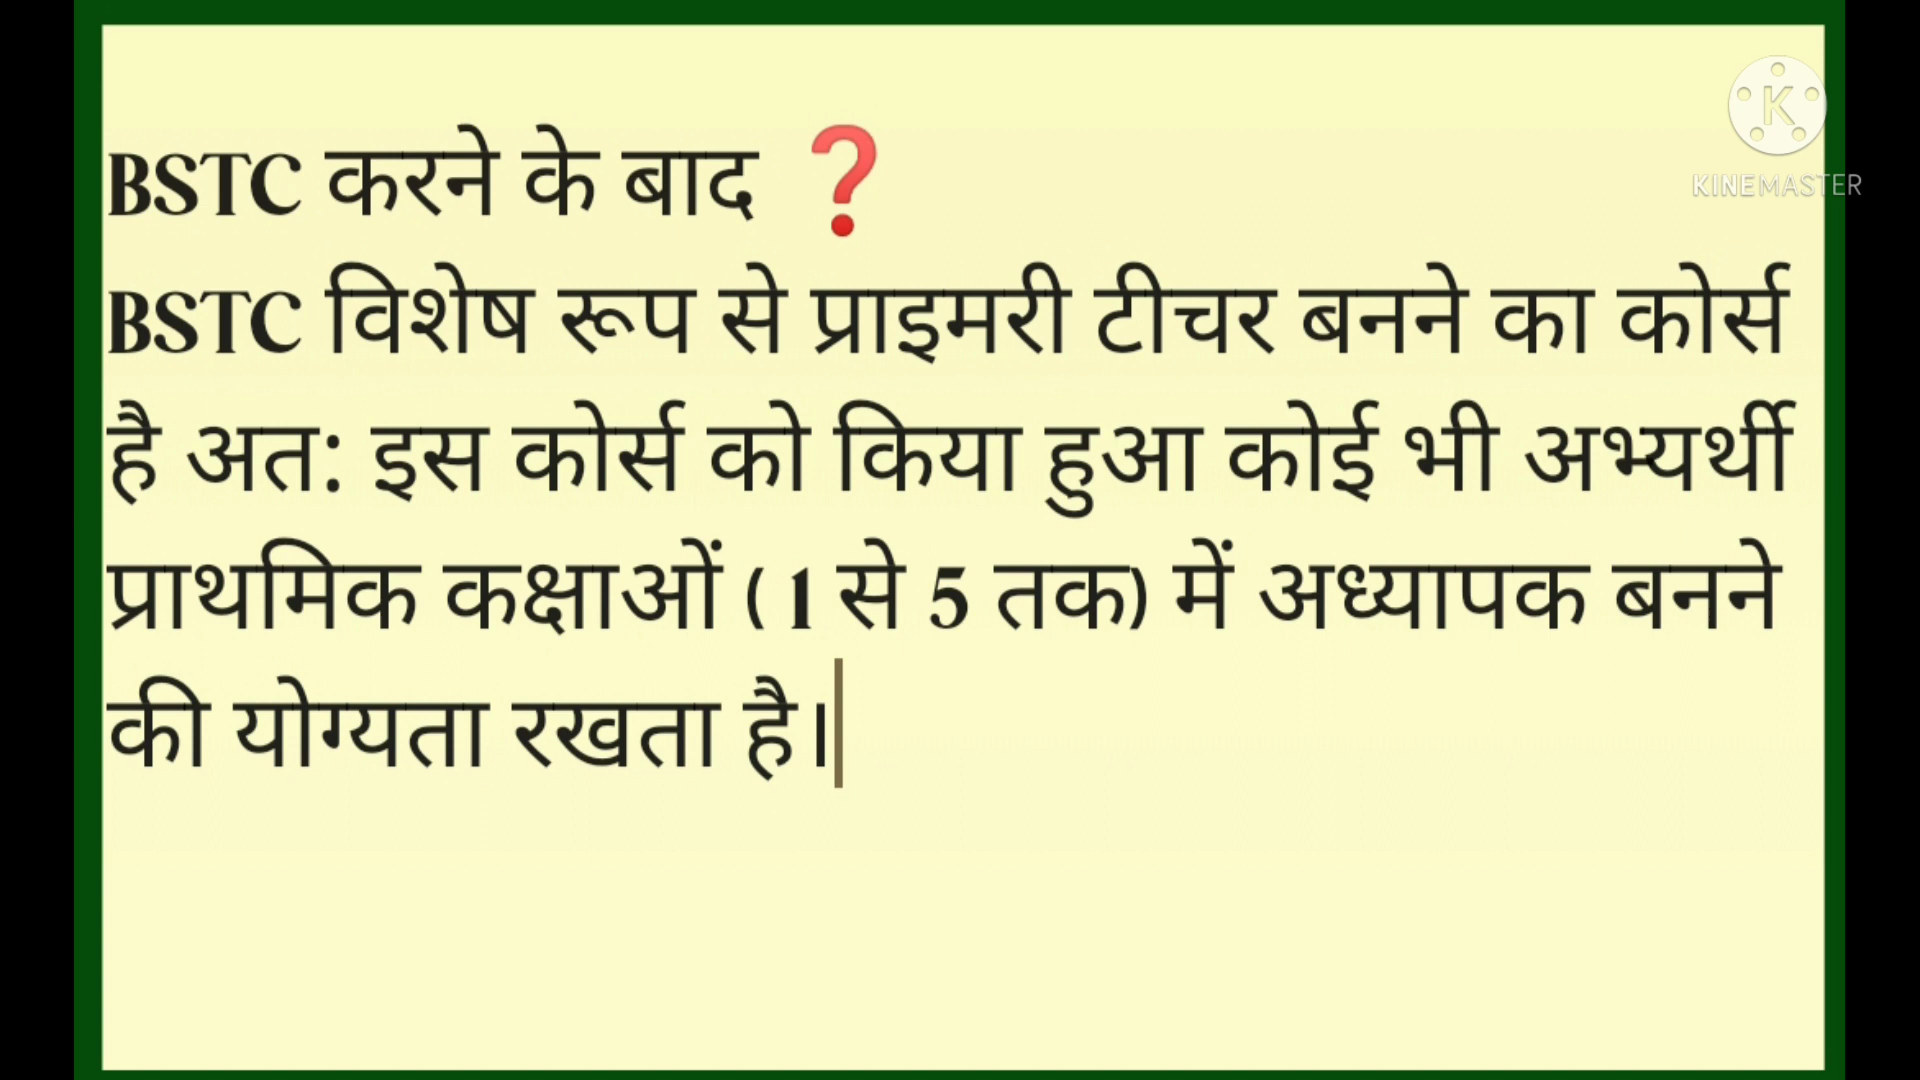 BSTC करने के बाद ❓
BSTC विशेष रूप से प्राइमरी टीचर बनने का कोर्स
है अत: इस कोर्स को किया हुआ कोई भी अभ्यर्थी
प्राथमिक कक्षाओं ( 1 से 5 तक) में अध्यापक बनने
की योग्यता रखता है।
K
KINEMASTER